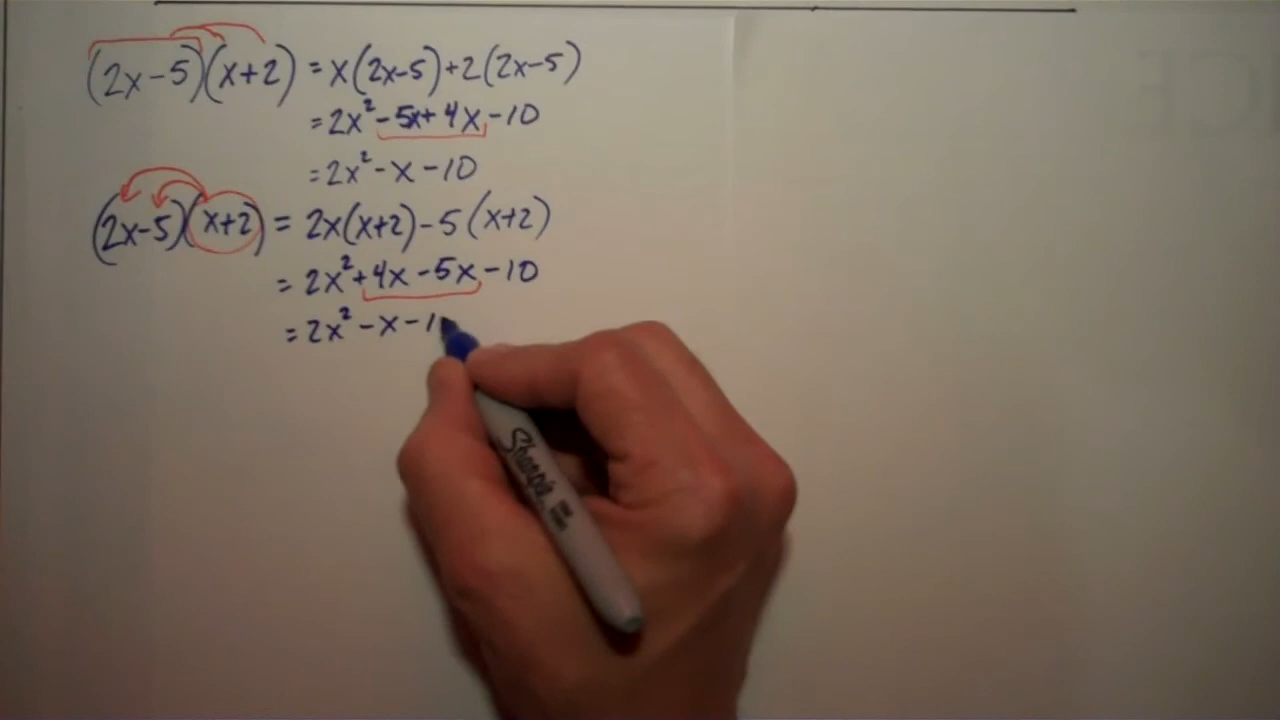 (2x-5)(x+2) = x(2x-5)+2(2x-5)
= 2x² - 5x + 4x - 10
= 2x² - x - 10
(2x-5)(x+2) = 2x(x+2) - 5(x+2)
= 2x² + 4x - 5x - 10
= 2x² - x - 1
Sharpie